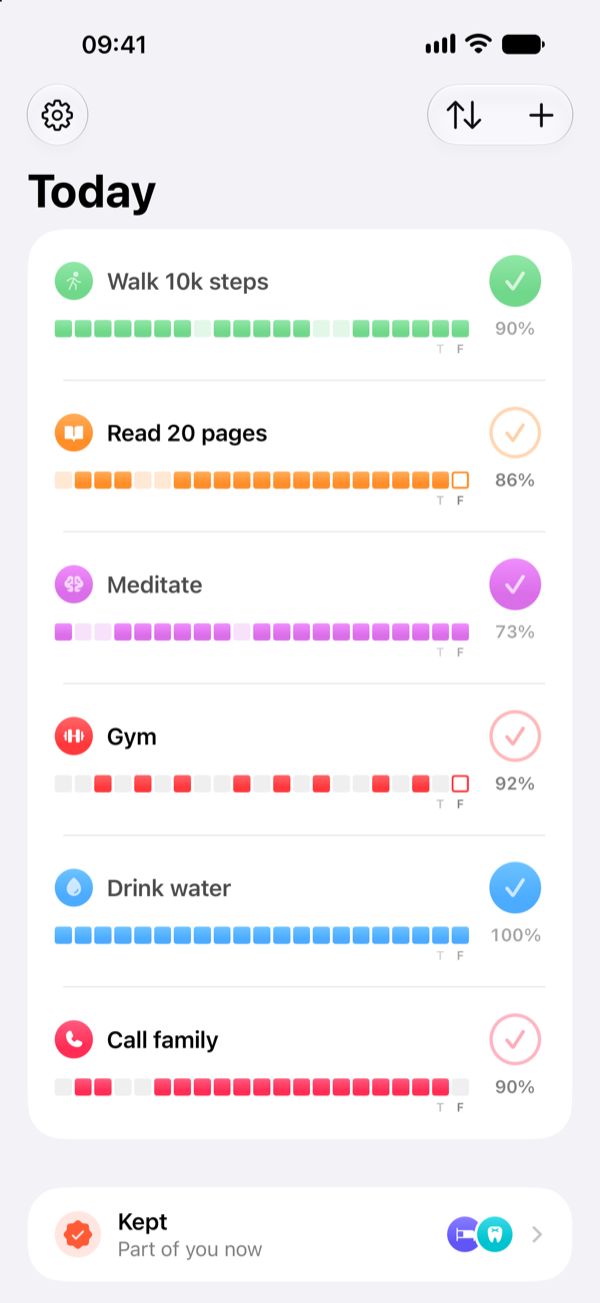 09:41
Today
Walk 10k steps
90%
T F
Read 20 pages
86%
T F
Meditate
73%
T F
Gym
92%
T F
Drink water
100%
T F
Call family
90%
T F
Kept
Part of you now